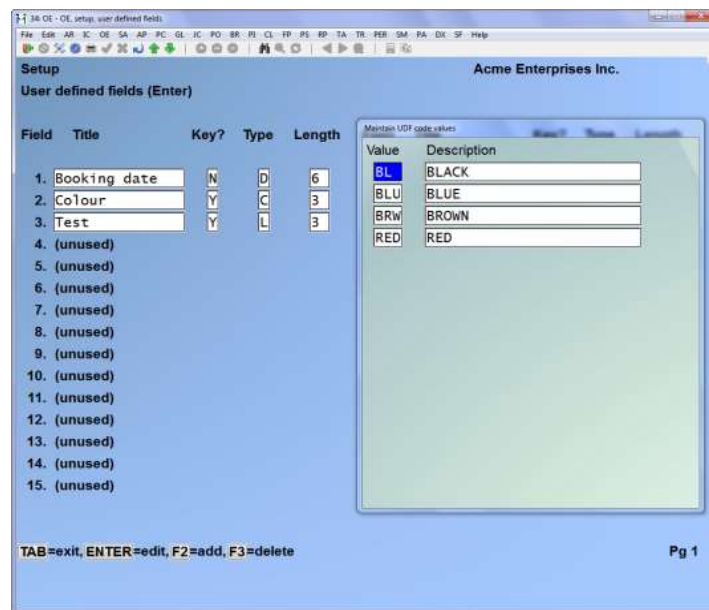 34: OE - OE, setup, user defined fields
File Edit AR IC OE SA AP PC GL JC PO BR PI CL FP PS RP TA TR PER SM PA DX SF Help
Setup Acme Enterprises Inc.
User defined fields (Enter)
Field Title Key? Type Length
Maintain UDF code values
Value Description
1. Booking date N D 6
2. Colour Y C 3
3. Test Y L 3
BL BLACK
BLU BLUE
BRW BROWN
RED RED
4. (unused)
5. (unused)
6. (unused)
7. (unused)
8. (unused)
9. (unused)
10. (unused)
11. (unused)
12. (unused)
13. (unused)
14. (unused)
15. (unused)
TAB=exit, ENTER=edit, F2=add, F3=delete Pg 1